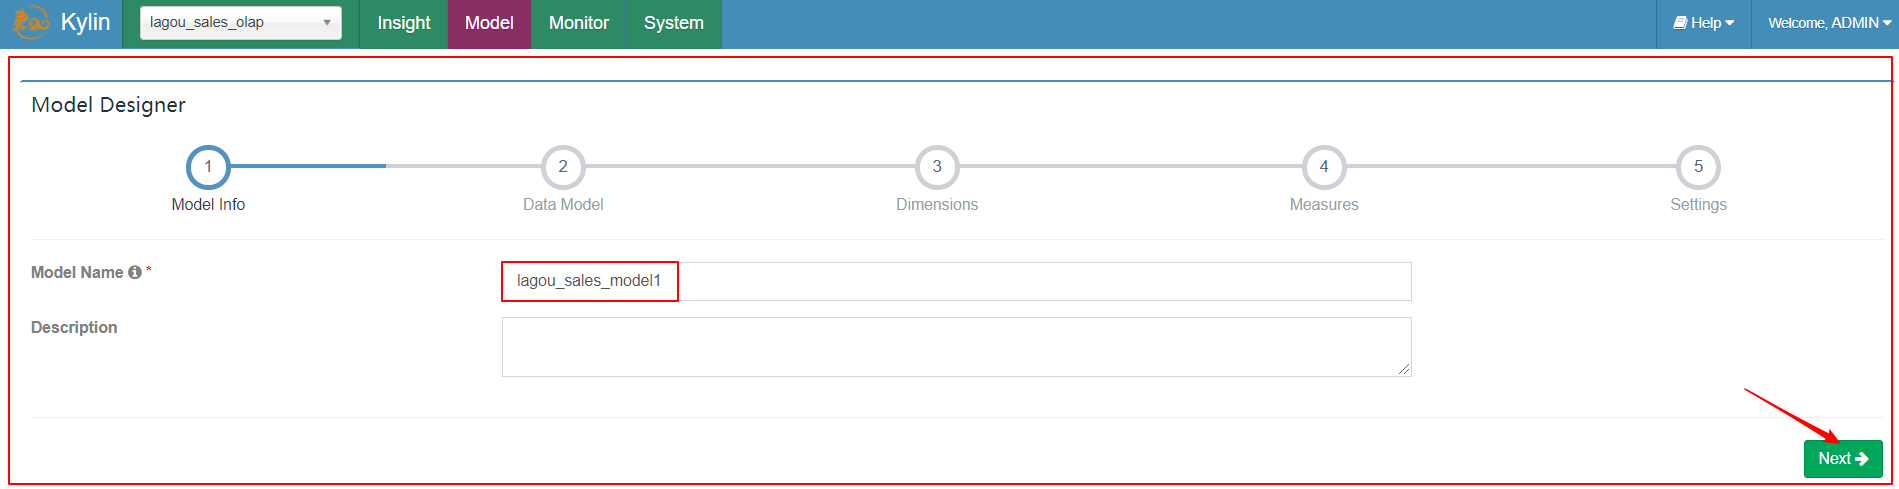 Kylin lagou_sales_olap Insight Model Monitor System Help Welcome, ADMIN
Model Designer
1 2 3 4 5
Model Info Data Model Dimensions Measures Settings
Model Name * lagou_sales_model1
Description
Next